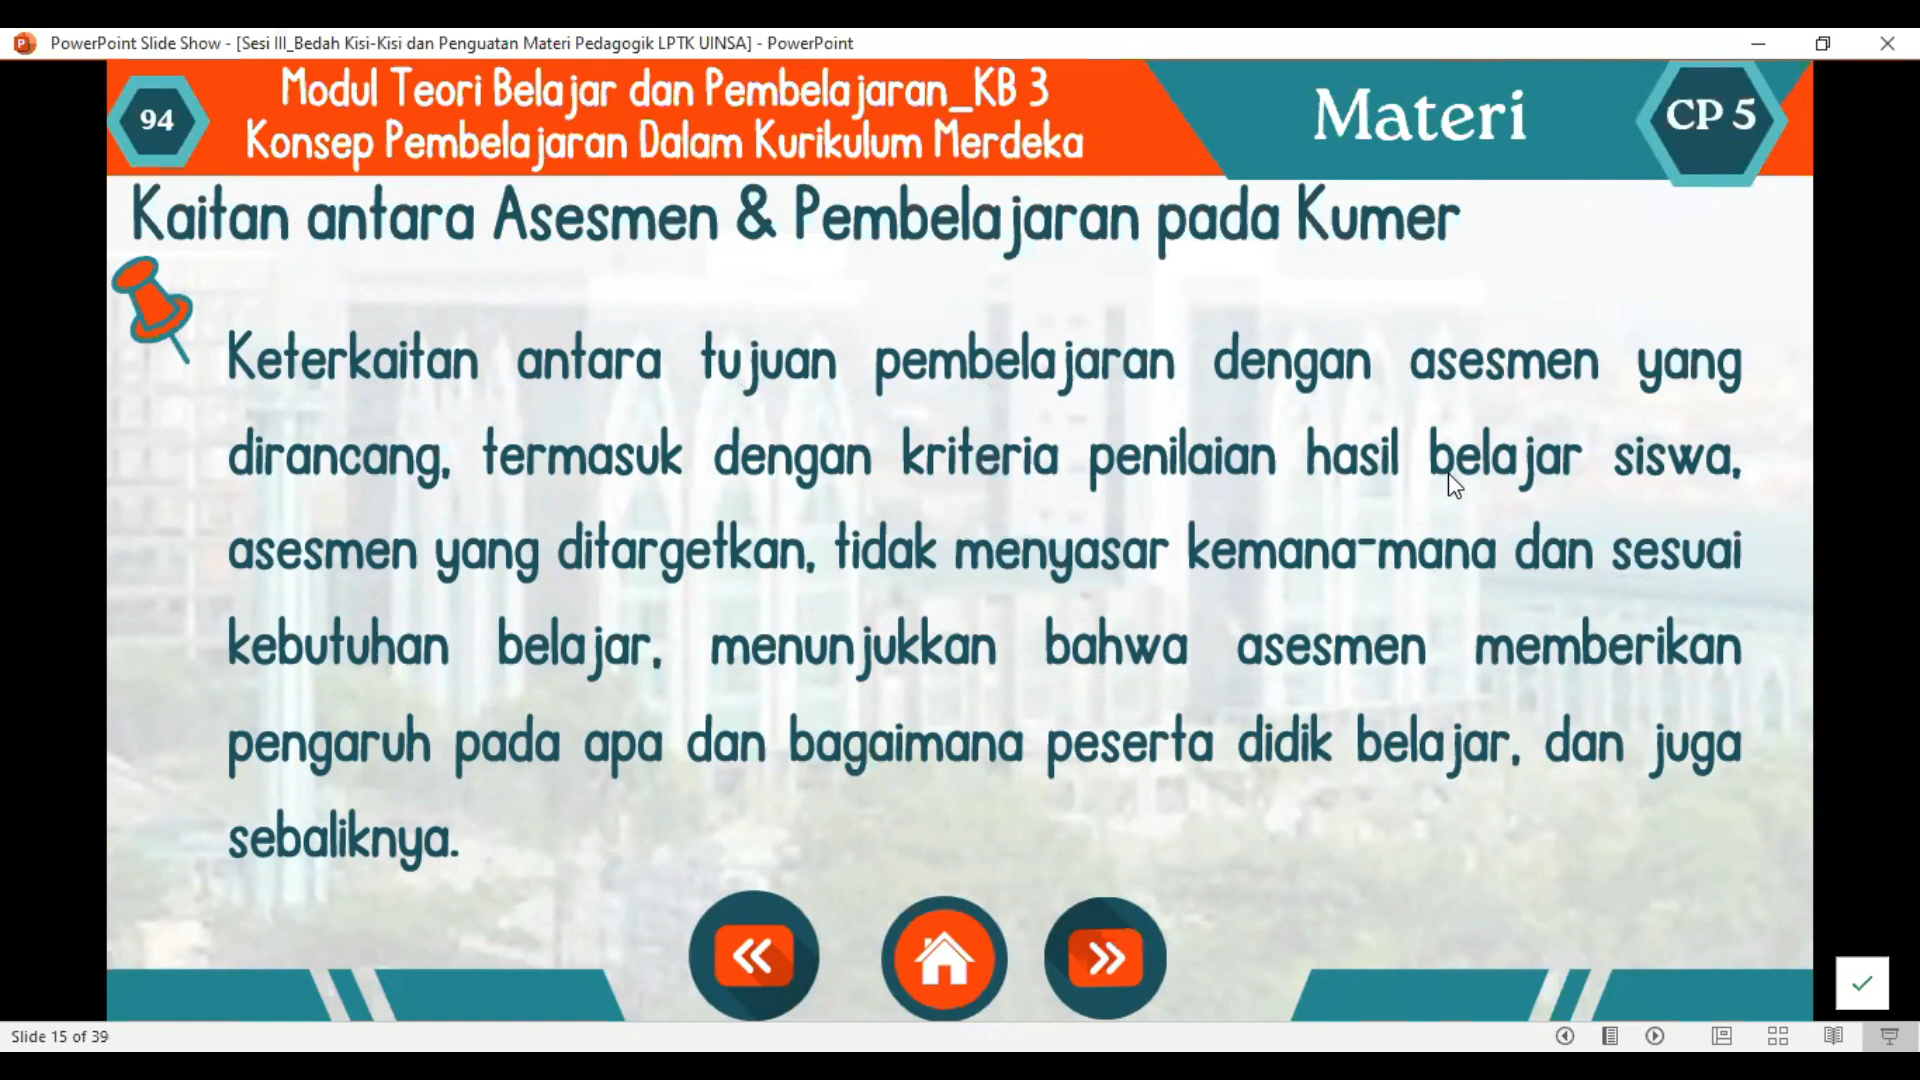 PowerPoint Slide Show - [Sesi III_Bedah Kisi-Kisi dan Penguatan Materi Pedagogik LPTK UINSA] - PowerPoint
94
Modul Teori Belajar dan Pembelajaran_KB 3
Konsep Pembelajaran Dalam Kurikulum Merdeka
Materi
CP 5
Kaitan antara Asesmen & Pembelajaran pada Kumer
Keterkaitan antara tujuan pembelajaran dengan asesmen yang
dirancang, termasuk dengan kriteria penilaian hasil belajar siswa,
asesmen yang ditargetkan, tidak menyasar kemana-mana dan sesuai
kebutuhan belajar, menunjukkan bahwa asesmen memberikan
pengaruh pada apa dan bagaimana peserta didik belajar, dan juga
sebaliknya.
Slide 15 of 39